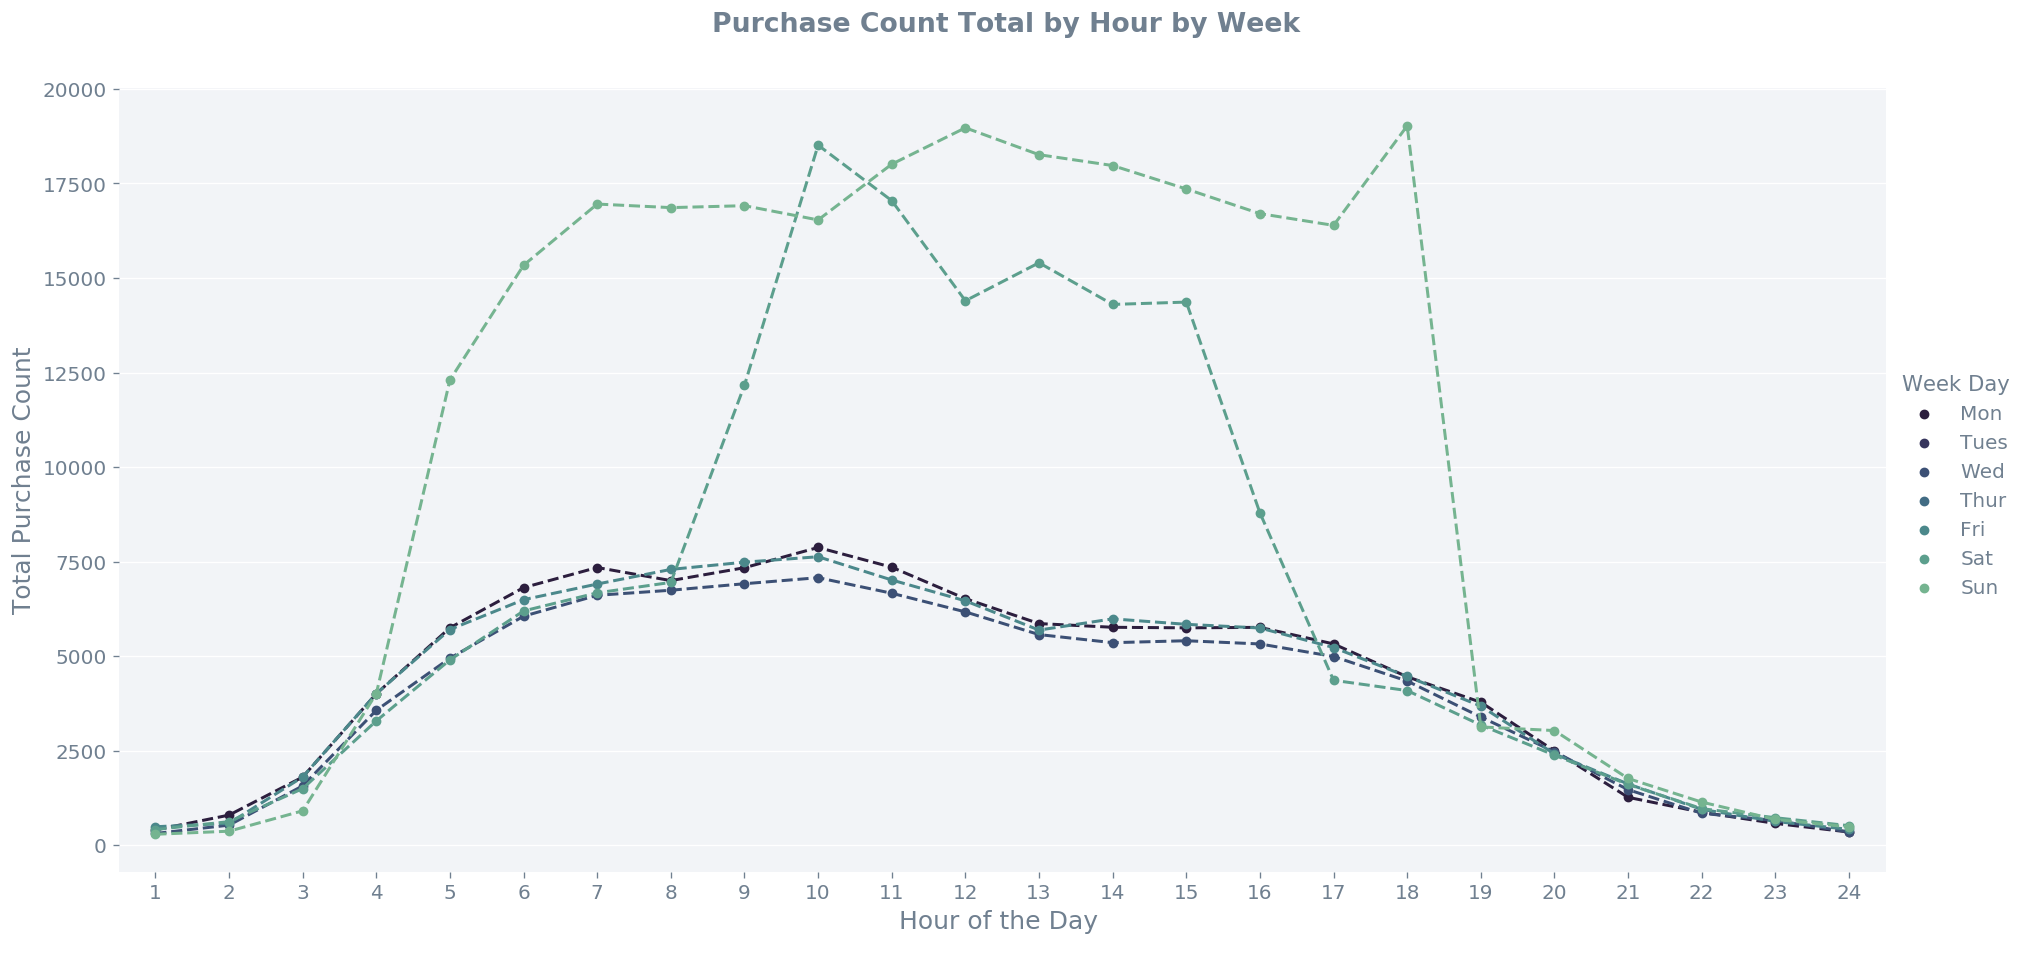 Purchase Count Total by Hour by Week
20000
17500
15000
12500
10000
7500
5000
2500
0
Total Purchase Count
1 2 3 4 5 6 7 8 9 10 11 12 13 14 15 16 17 18 19 20 21 22 23 24
Hour of the Day
Week Day
Mon
Tues
Wed
Thur
Fri
Sat
Sun